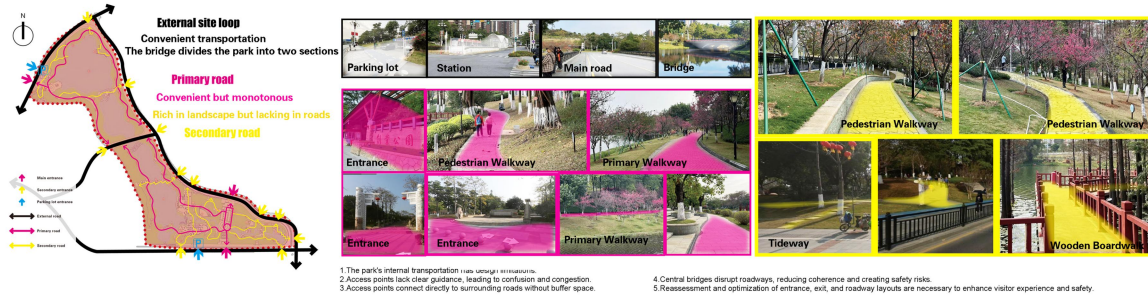 N
External site loop
Convenient transportation
The bridge divides the park into two sections
Primary road
Convenient but monotonous
Rich in landscape but lacking in roads
Secondary road
P
P
Main entrance
Secondary entrance
Parking lot entrance
External road
Primary road
Secondary road
Parking lot
Station
Main road
Bridge
Entrance
Pedestrian Walkway
Primary Walkway
Entrance
Entrance
Primary Walkway
Pedestrian Walkway
Pedestrian Walkway
Tideway
Wooden Boardwalk
1.The park's internal transportation has design limitations.
2.Access points lack clear guidance, leading to confusion and congestion.
3.Access points connect directly to surrounding roads without buffer space.
4.Central bridges disrupt roadways, reducing coherence and creating safety risks.
5.Reassessment and optimization of entrance, exit, and roadway layouts are necessary to enhance visitor experience and safety.